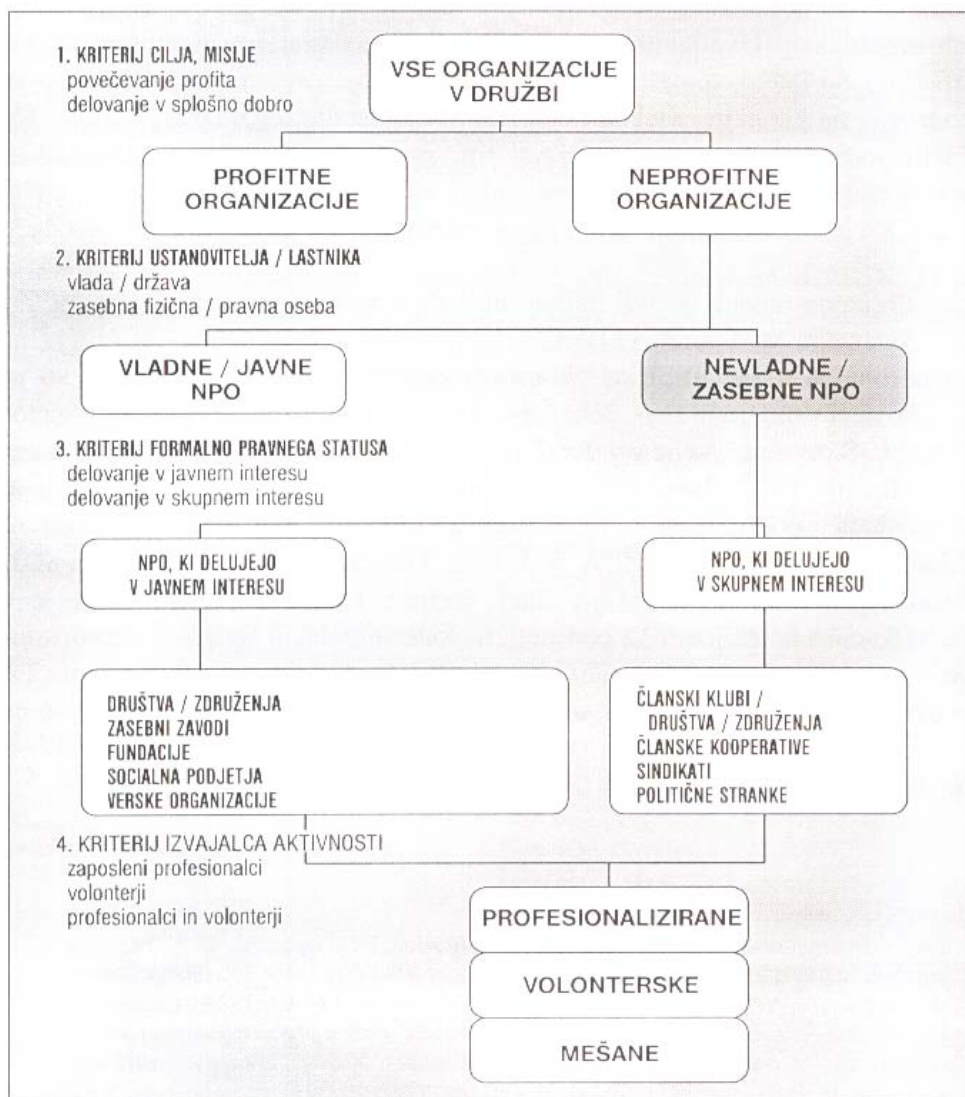 1. KRITERIJ CILJA, MISIJE
povečevanje profita
delovanje v splošno dobro
VSE ORGANIZACIJE
V DRUŽBI
PROFITNE
ORGANIZACIJE
NEPROFITNE
ORGANIZACIJE
2. KRITERIJ USTANOVITELJA / LASTNIKA
vlada / država
zasebna fizična / pravna oseba
VLADNE / JAVNE
NPO
NEVLADNE /
ZASEBNE NPO
3. KRITERIJ FORMALNO PRAVNEGA STATUSA
delovanje v javnem interesu
delovanje v skupnem interesu
NPO, KI DELUJEJO
V JAVNEM INTERESU
NPO, KI DELUJEJO
V SKUPNEM INTERESU
DRUŠTVA / ZDRUŽENJA
ZASEBNI ZAVODI
FUNDACIJE
SOCIALNA PODJETJA
VERSKE ORGANIZACIJE
ČLANSKI KLUBI /
DRUŠTVA / ZDRUŽENJA
ČLANSKE KOOPERATIVE
SINDIKATI
POLITIČNE STRANKE
4. KRITERIJ IZVAJALCA AKTIVNOSTI
zaposleni profesionalci
volonterji
profesionalci in volonterji
PROFESIONALIZIRANE
VOLONTERSKE
MEŠANE